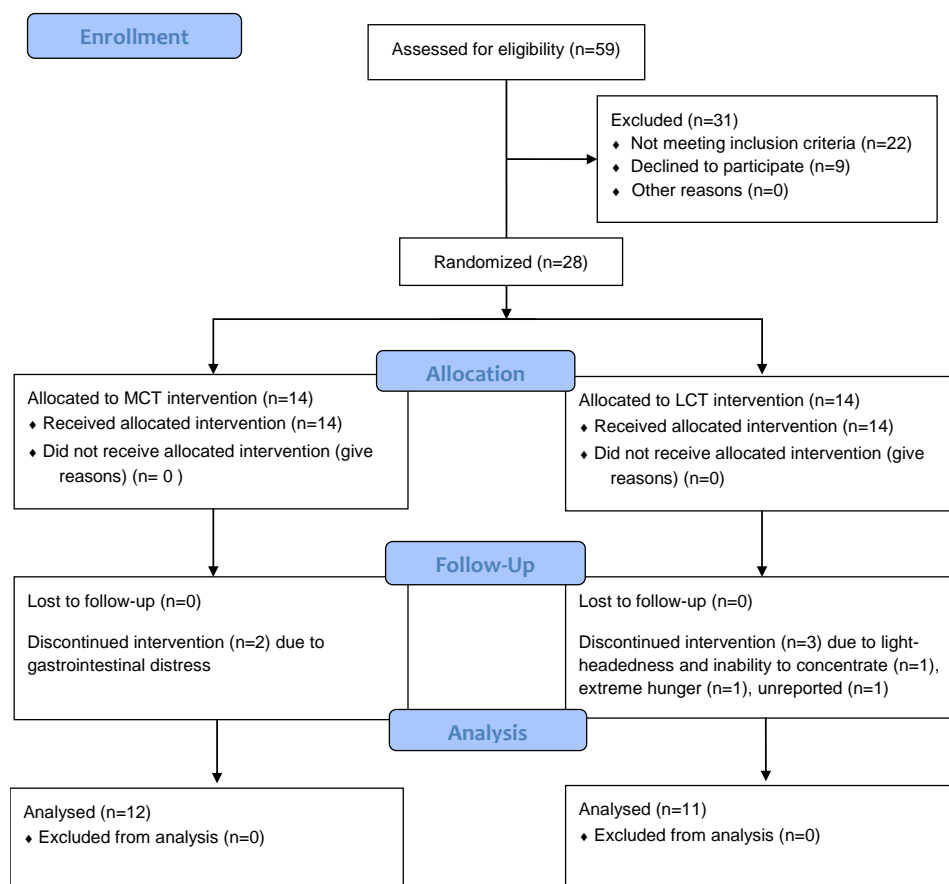 Enrollment
Assessed for eligibility (n=59)
Excluded (n=31)
♦ Not meeting inclusion criteria (n=22)
♦ Declined to participate (n=9)
♦ Other reasons (n=0)
Randomized (n=28)
Allocation
Allocated to MCT intervention (n=14)
♦ Received allocated intervention (n=14)
♦ Did not receive allocated intervention (give
reasons) (n= 0 )
Allocated to LCT intervention (n=14)
♦ Received allocated intervention (n=14)
♦ Did not receive allocated intervention (give
reasons) (n=0)
Follow-Up
Lost to follow-up (n=0)
Discontinued intervention (n=2) due to
gastrointestinal distress
Lost to follow-up (n=0)
Discontinued intervention (n=3) due to light-
headedness and inability to concentrate (n=1),
extreme hunger (n=1), unreported (n=1)
Analysis
Analysed (n=12)
♦ Excluded from analysis (n=0)
Analysed (n=11)
♦ Excluded from analysis (n=0)